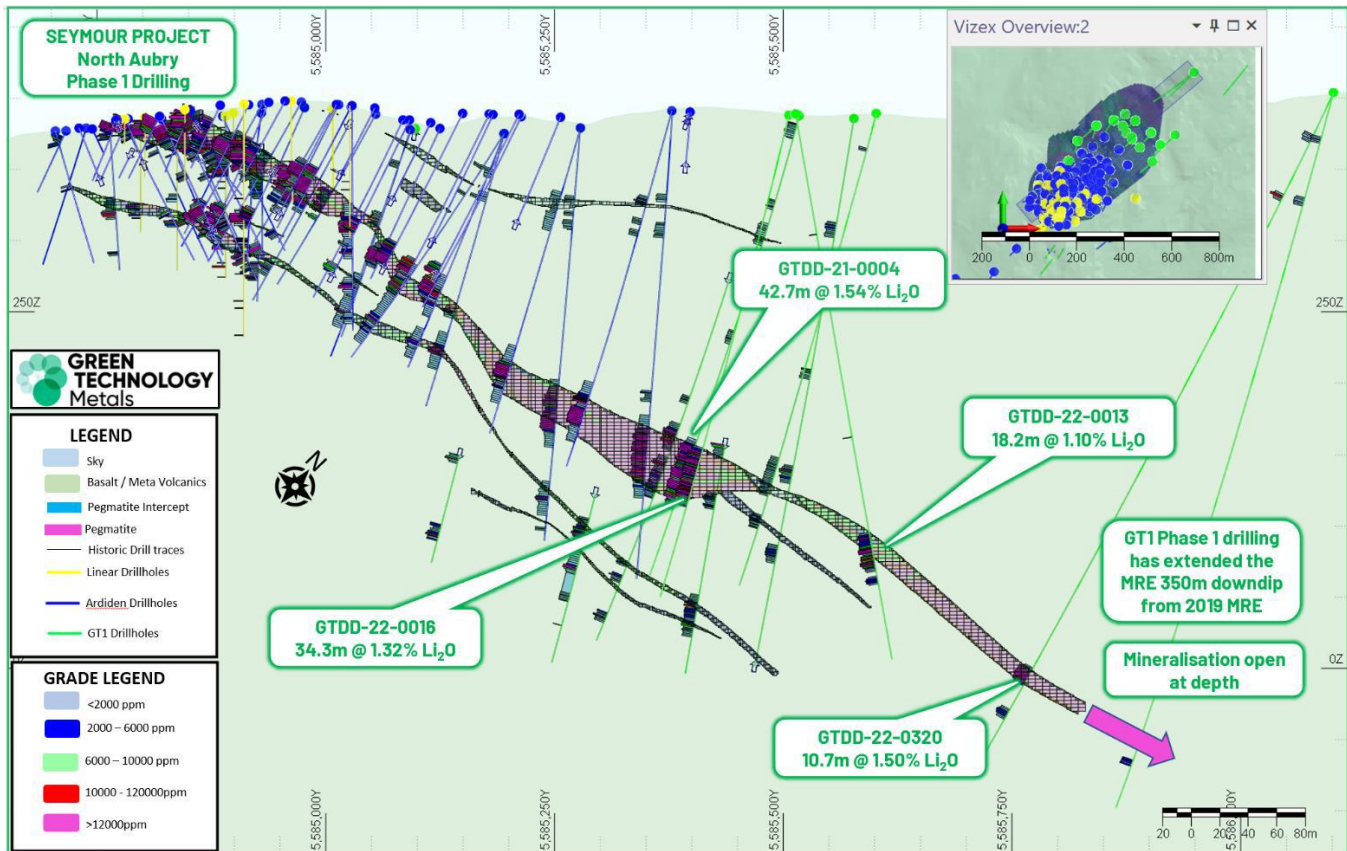 SEYMOUR PROJECT
North Aubry
Phase 1 Drilling
5,585,000Y
5,585,250Y
5,585,500Y
Vizex Overview:2
200 0 200 400 600 800m
250Z
250Z
GTDD-21-0004
42.7m @ 1.54% Li₂O
GREEN
TECHNOLOGY
Metals
LEGEND
Sky
Basalt / Meta Volcanics
Pegmatite Intercept
Pegmatite
Historic Drill traces
Linear Drillholes
Ardiden Drillholes
GT1 Drillholes
N
GTDD-22-0013
18.2m @ 1.10% Li₂O
GT1 Phase 1 drilling
has extended the
MRE 350m downdip
from 2019 MRE
GTDD-22-0016
34.3m @ 1.32% Li₂O
Mineralisation open
at depth
0Z
GRADE LEGEND
<2000 ppm
2000 – 6000 ppm
6000 – 10000 ppm
10000 - 120000ppm
>12000ppm
GTDD-22-0320
10.7m @ 1.50% Li₂O
5,585,000Y
5,585,250Y
5,585,500Y
5,585,750Y
5,586,000Y
20 0 20 40 60 80m